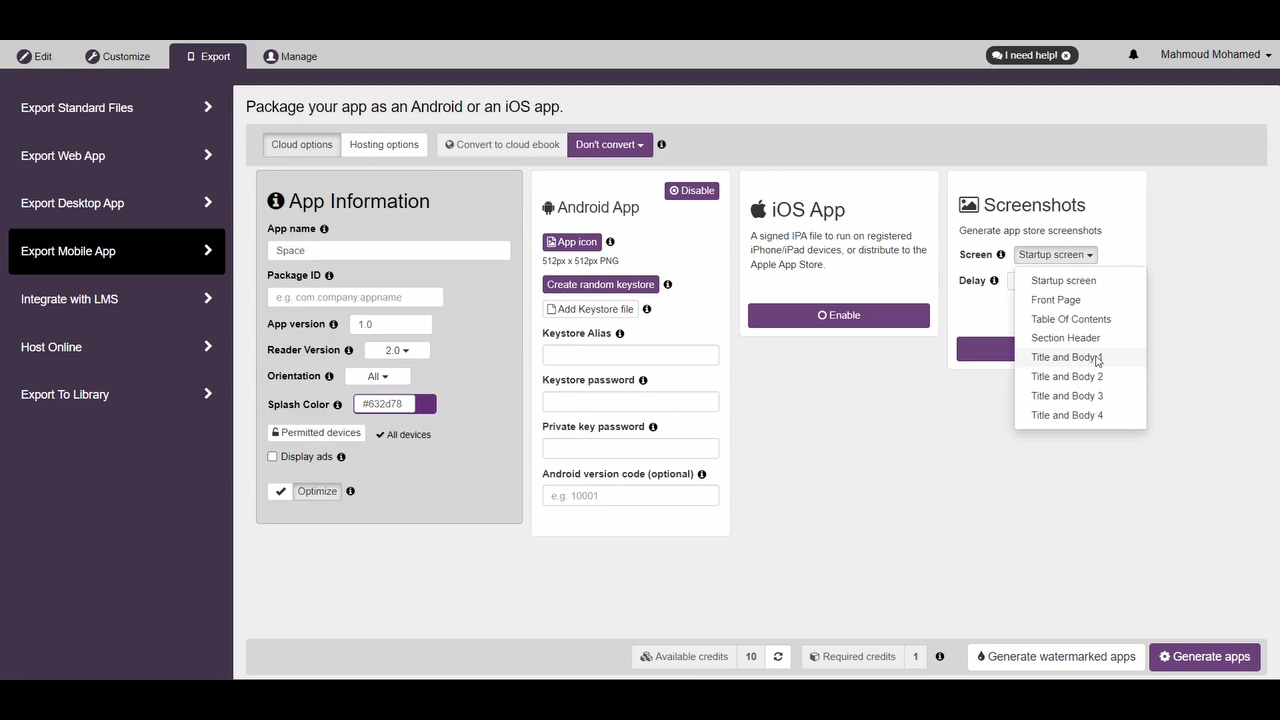 Edit
Customize
Export
Manage
I need help!
Mahmoud Mohamed
Export Standard Files
Export Web App
Export Desktop App
Export Mobile App
Integrate with LMS
Host Online
Export To Library
Package your app as an Android or an iOS app.
Cloud options
Hosting options
Convert to cloud ebook
Don't convert
App Information
App name
Space
Package ID
e.g. com.company.appname
App version
1.0
Reader Version
2.0
Orientation
All
Splash Color
#632d78
Permitted devices
All devices
Display ads
Optimize
Disable
Android App
App icon
512px x 512px PNG
Create random keystore
Add Keystore file
Keystore Alias
Keystore password
Private key password
Android version code (optional)
e.g. 10001
iOS App
A signed IPA file to run on registered
iPhone/iPad devices, or distribute to the
Apple App Store.
Enable
Screenshots
Generate app store screenshots
Screen
Startup screen
Delay
Startup screen
Front Page
Table Of Contents
Section Header
Title and Body 1
Title and Body 2
Title and Body 3
Title and Body 4
Available credits
10
Required credits
1
Generate watermarked apps
Generate apps